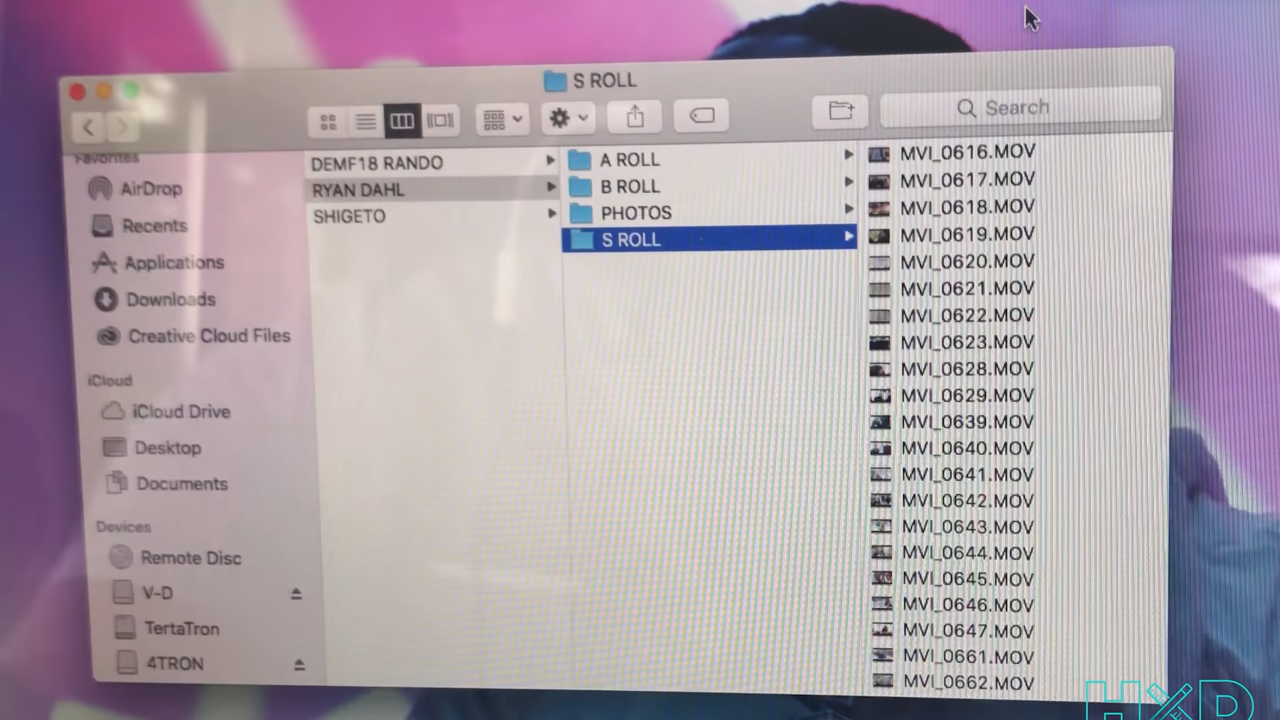 S ROLL
Search
Favorites
AirDrop
Recents
Applications
Downloads
Creative Cloud Files
iCloud
iCloud Drive
Desktop
Documents
Devices
Remote Disc
V-D
TertaTron
4TRON
DEMF18 RANDO
RYAN DAHL
SHIGETO
A ROLL
B ROLL
PHOTOS
S ROLL
MVI_0616.MOV
MVI_0617.MOV
MVI_0618.MOV
MVI_0619.MOV
MVI_0620.MOV
MVI_0621.MOV
MVI_0622.MOV
MVI_0623.MOV
MVI_0628.MOV
MVI_0629.MOV
MVI_0639.MOV
MVI_0640.MOV
MVI_0641.MOV
MVI_0642.MOV
MVI_0643.MOV
MVI_0644.MOV
MVI_0645.MOV
MVI_0646.MOV
MVI_0647.MOV
MVI_0661.MOV
MVI_0662.MOV